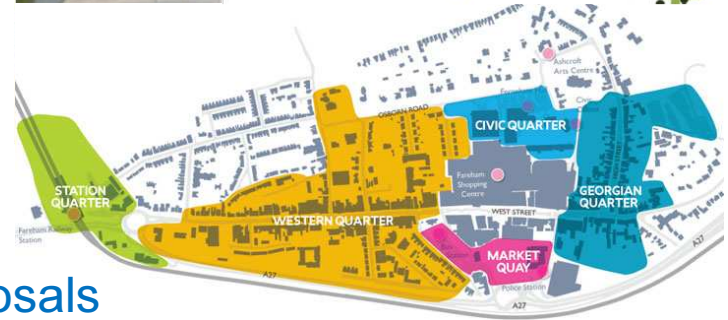 Ashcroft
Arts Centre
OSBORN ROAD
CIVIC QUARTER
STATION
QUARTER
Fareham
Shopping
Centre
GEORGIAN
QUARTER
WESTERN QUARTER
WEST STREET
Fareham Railway
Station
MARKET
QUAY
A27
Police Station
A27
A27
osals